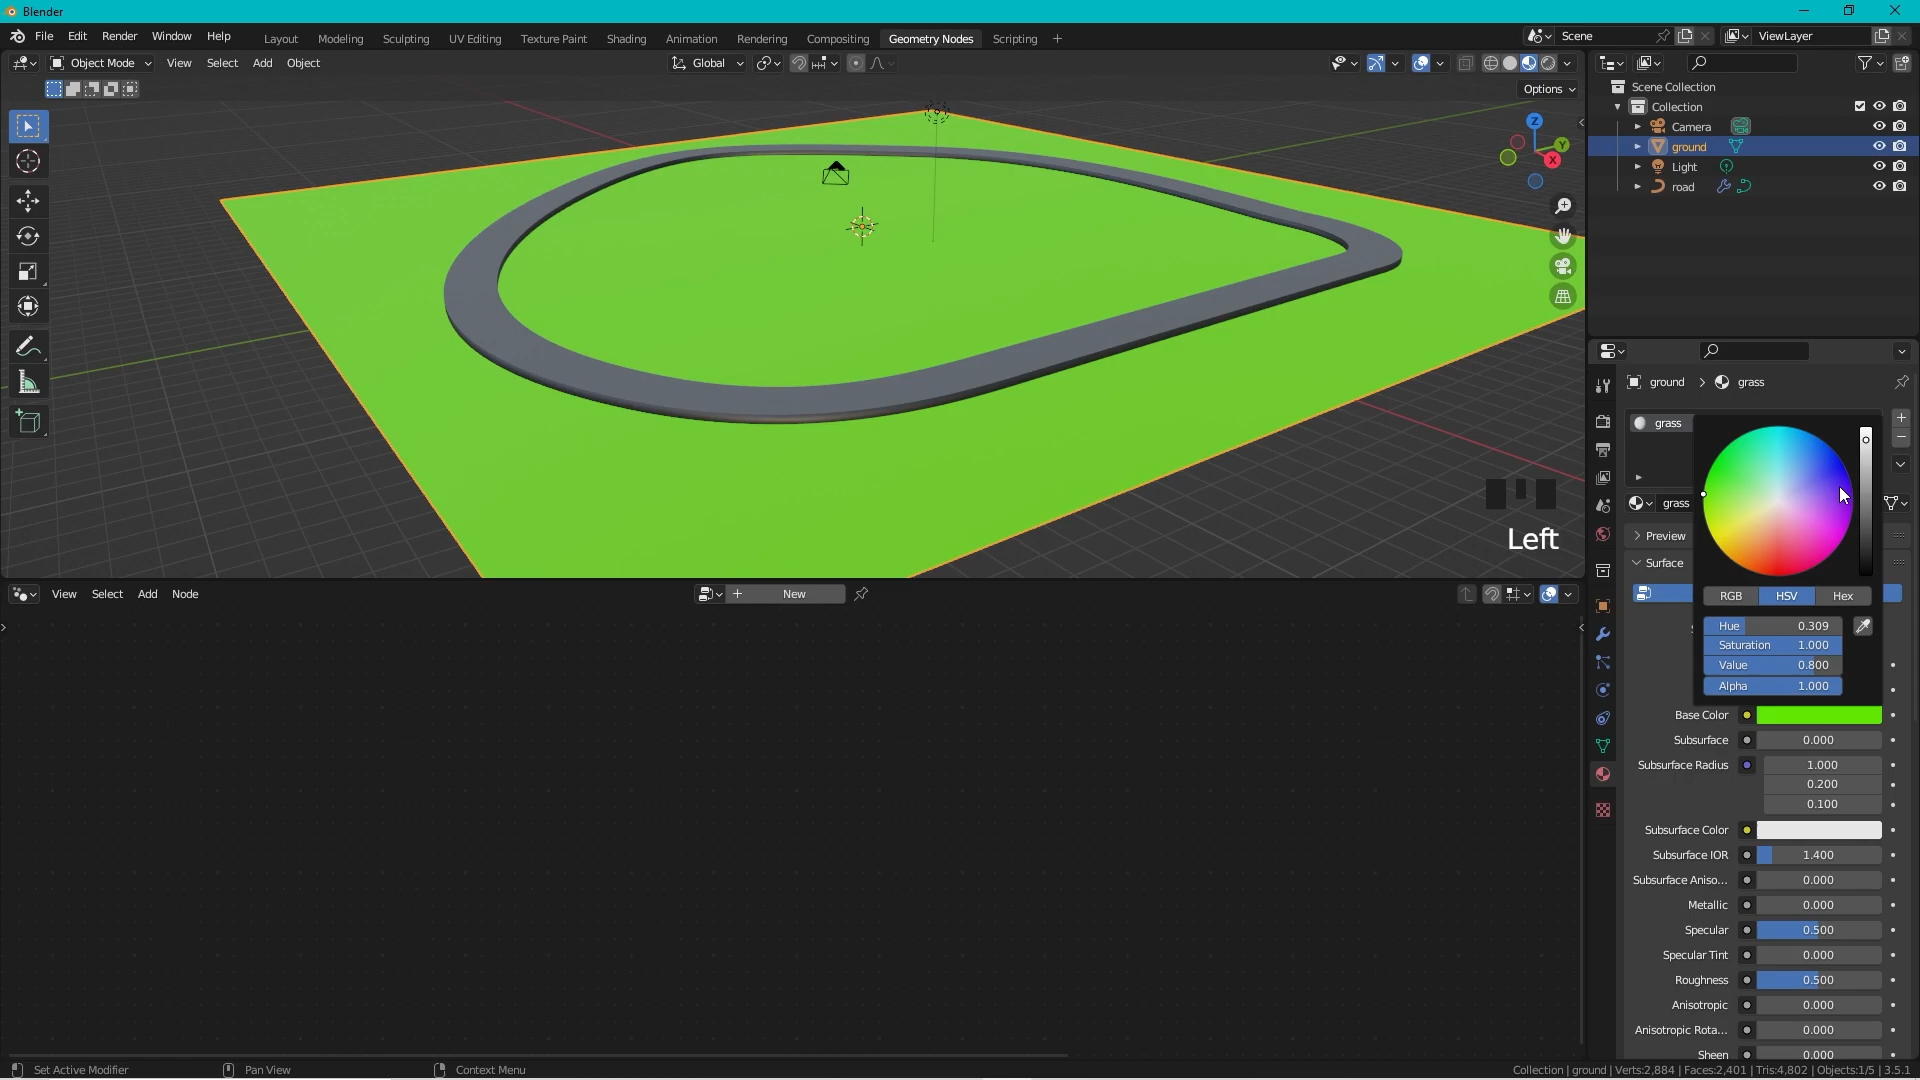 Blender
File Edit Render Window Help
Layout Modeling Sculpting UV Editing Texture Paint Shading Animation Rendering Compositing Geometry Nodes Scripting +
Scene
ViewLayer
Object Mode View Select Add Object
Global
Options
Z
Y
X
Left
Scene Collection
Collection
Camera
ground
Light
road
ground > grass
grass
grass
Preview
Surface
RGB HSV Hex
Hue 0.309
Saturation 1.000
Value 0.800
Alpha 1.000
Base Color
Subsurface 0.000
Subsurface Radius 1.000
0.200
0.100
Subsurface Color
Subsurface IOR 1.400
Subsurface Aniso... 0.000
Metallic 0.000
Specular 0.500
Specular Tint 0.000
Roughness 0.500
Anisotropic 0.000
Anisotropic Rota... 0.000
Sheen 0.000
View Select Add Node
New
Set Active Modifier
Pan View
Context Menu
Collection | ground | Verts:2,884 | Faces:2,401 | Tris:4,802 | Objects:1/5 | 3.5.1